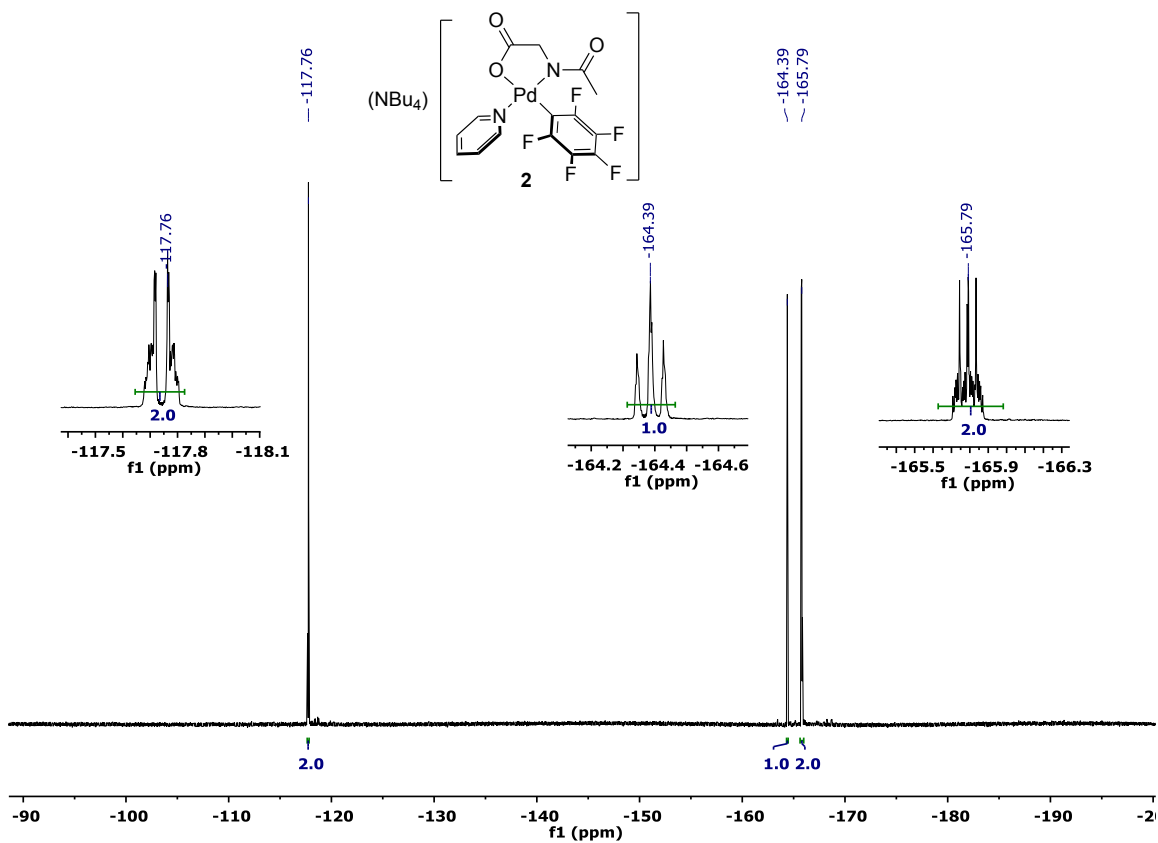 -117.76
-164.39
-165.79
(NBu4)
O
O
O
N
Pd
N
F
F
F
F
F
2
-117.76
-164.39
-165.79
2.0
1.0
2.0
-117.5 -117.8 -118.1
f1 (ppm)
-164.2 -164.4 -164.6
f1 (ppm)
-165.5 -165.9 -166.3
f1 (ppm)
2.0
1.0 2.0
-90 -100 -110 -120 -130 -140 -150 -160 -170 -180 -190
f1 (ppm)